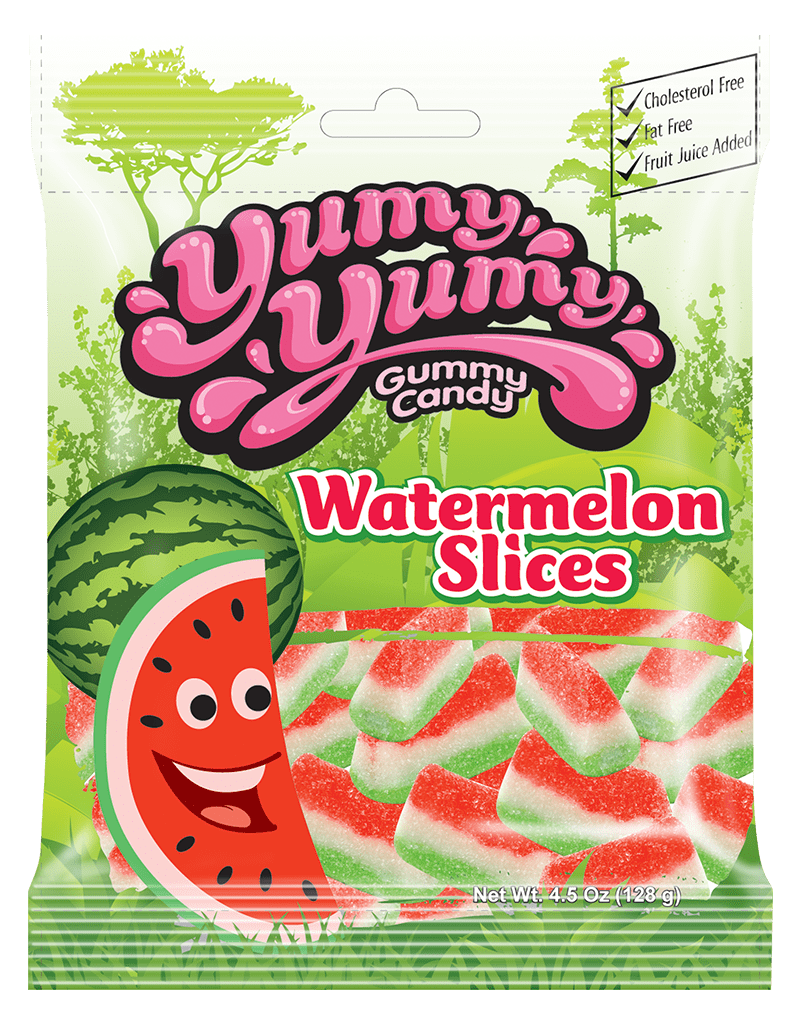 Cholesterol Free
Fat Free
Fruit Juice Added
Yumy,
Yumy,
Gummy
Candy
Watermelon
Slices
Net Wt. 4.5 Oz (128 g)